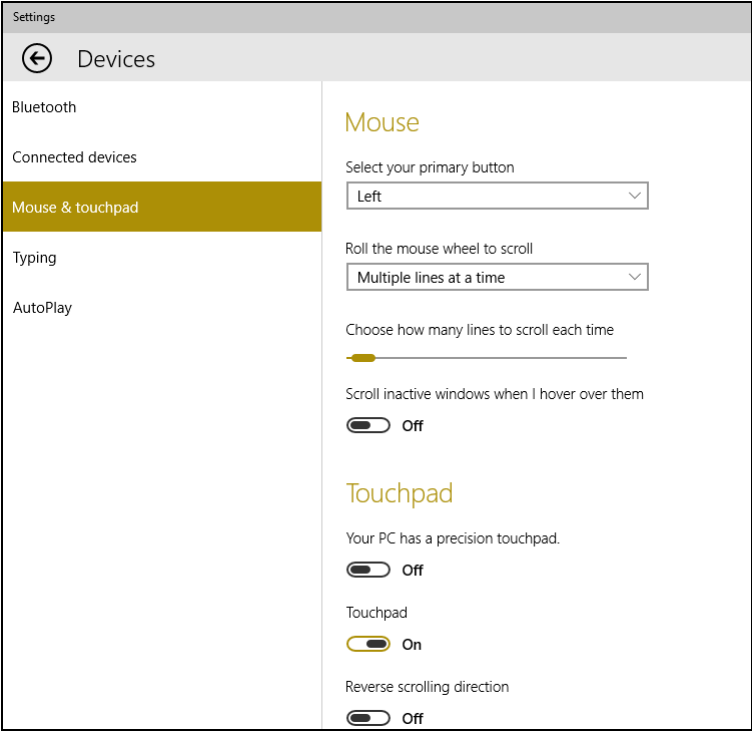 Settings
Devices
Bluetooth
Connected devices
Mouse & touchpad
Typing
AutoPlay
Mouse
Select your primary button
Left
Roll the mouse wheel to scroll
Multiple lines at a time
Choose how many lines to scroll each time
Scroll inactive windows when I hover over them
Off
Touchpad
Your PC has a precision touchpad.
Off
Touchpad
On
Reverse scrolling direction
Off